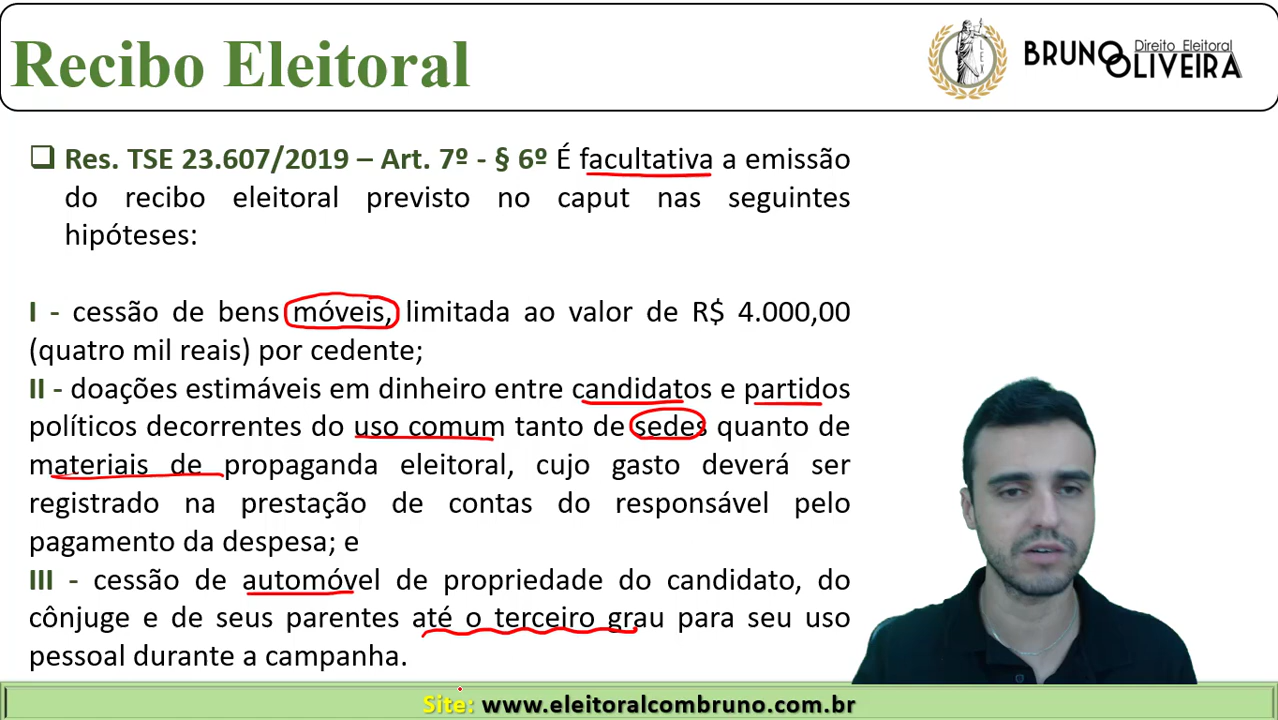 Recibo Eleitoral
BRUNO Direito Eleitoral
OLIVEIRA
LEX
Res. TSE 23.607/2019 – Art. 7º - § 6º É facultativa a emissão
do recibo eleitoral previsto no caput nas seguintes
hipóteses:
I - cessão de bens móveis, limitada ao valor de R$ 4.000,00
(quatro mil reais) por cedente;
II - doações estimáveis em dinheiro entre candidatos e partidos
políticos decorrentes do uso comum tanto de sedes quanto de
materiais de propaganda eleitoral, cujo gasto deverá ser
registrado na prestação de contas do responsável pelo
pagamento da despesa; e
III - cessão de automóvel de propriedade do candidato, do
cônjuge e de seus parentes até o terceiro grau para seu uso
pessoal durante a campanha.
Site: www.eleitoralcombruno.com.br